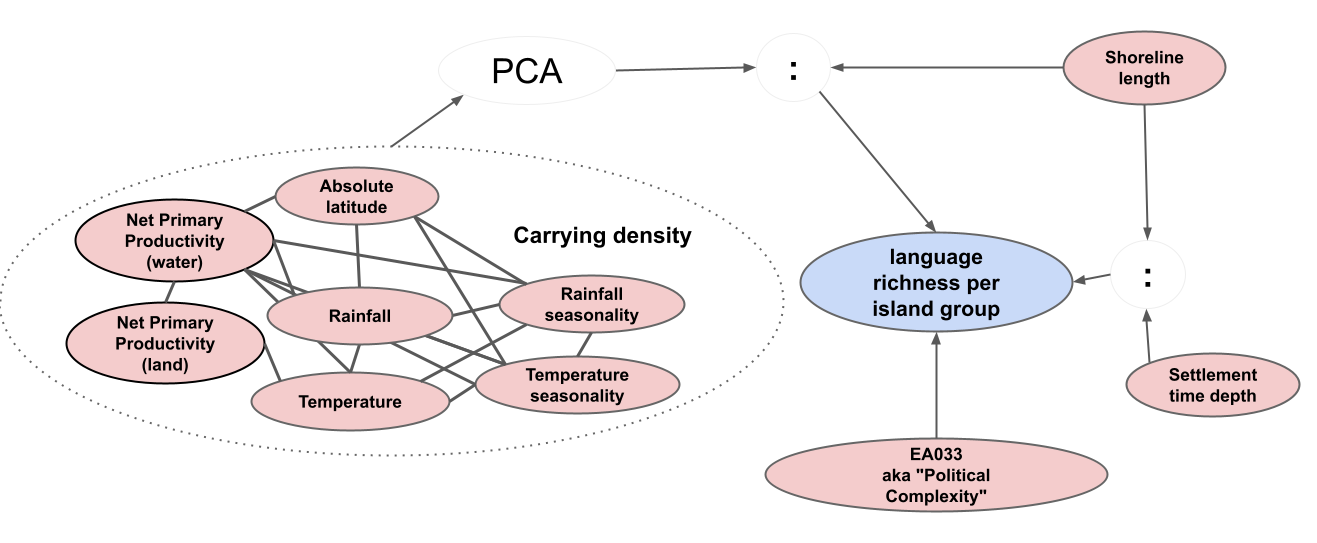 PCA
:
Shoreline
length
Absolute
latitude
Net Primary
Productivity
(water)
Carrying density
language
richness per
island group
:
Rainfall
Rainfall
seasonality
Net Primary
Productivity
(land)
Temperature
Temperature
seasonality
Settlement
time depth
EA033
aka "Political
Complexity"